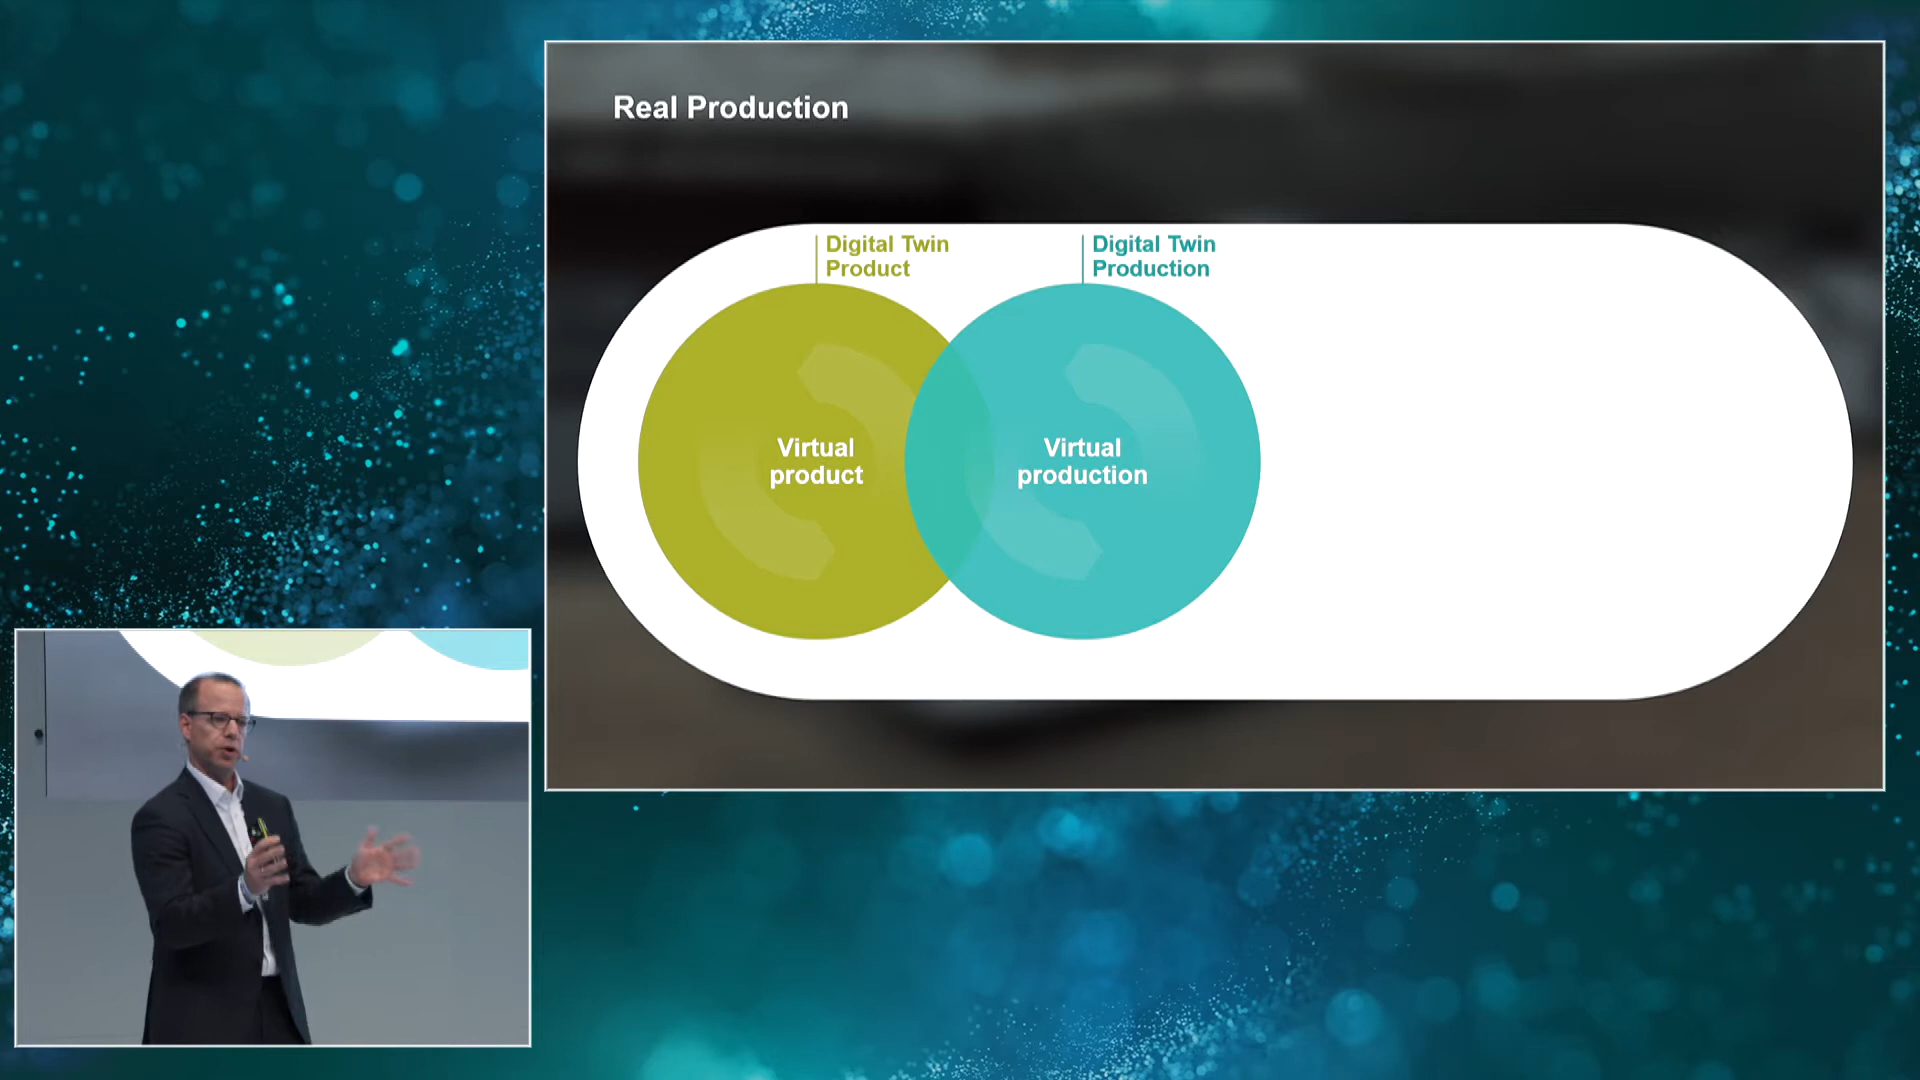 Real Production
Digital Twin
Product
Digital Twin
Production
Virtual
product
Virtual
production